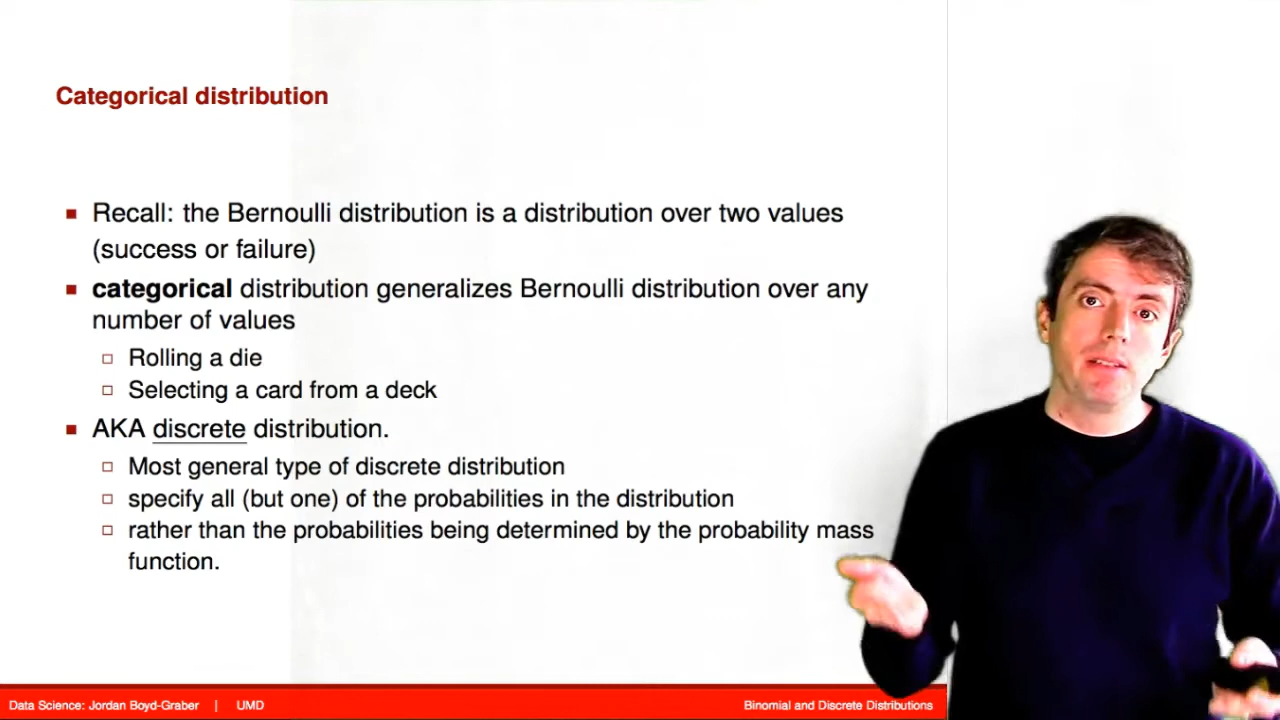 Categorical distribution
Recall: the Bernoulli distribution is a distribution over two values
(success or failure)
categorical distribution generalizes Bernoulli distribution over any
number of values
Rolling a die
Selecting a card from a deck
AKA discrete distribution.
Most general type of discrete distribution
specify all (but one) of the probabilities in the distribution
rather than the probabilities being determined by the probability mass
function.
Data Science: Jordan Boyd-Graber | UMD
Binomial and Discrete Distributions